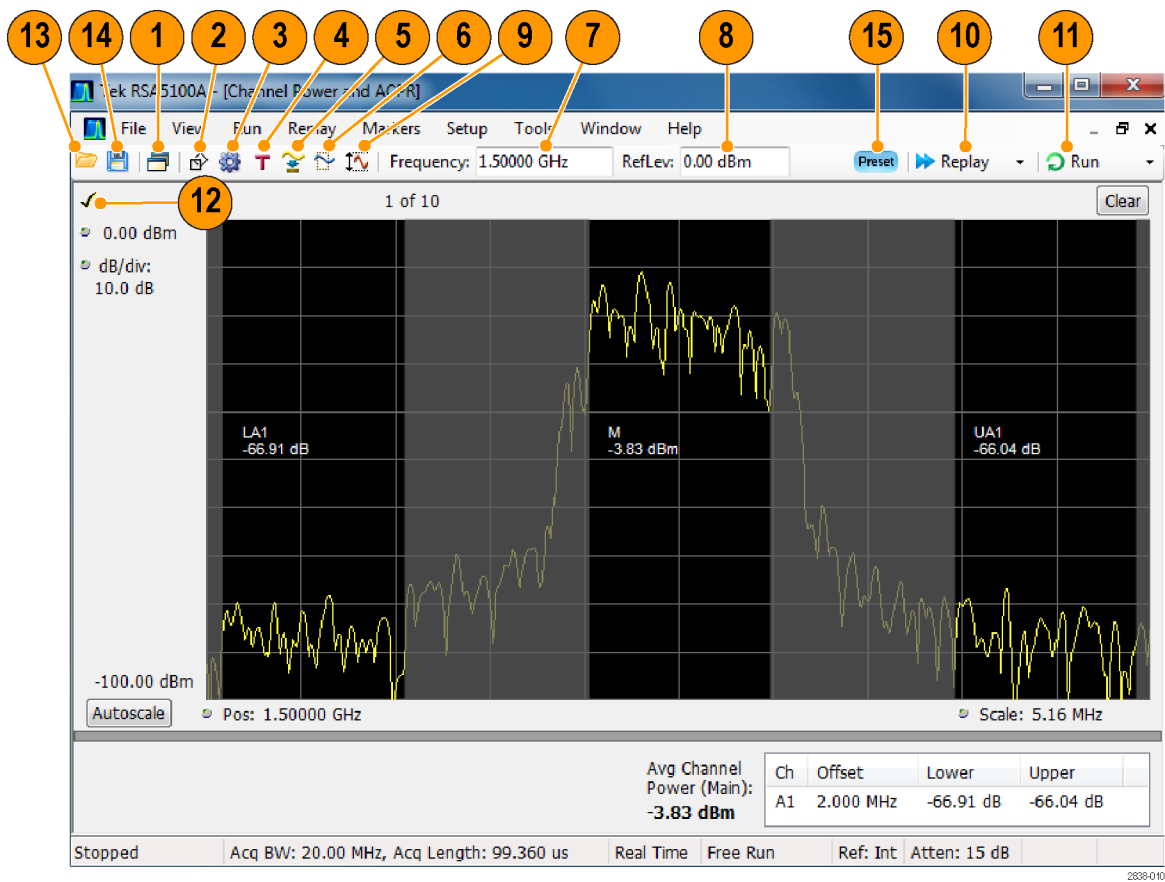 13 14 1 2 3 4 5 6 9 7 8 15 10 11
Tek RSA5100A - [Channel Power and ACPR]
File View Run Replay Markers Setup Tools Window Help
T Frequency: 1.50000 GHz RefLev: 0.00 dBm Preset Replay Run
12 1 of 10 Clear
0.00 dBm
dB/div:
10.0 dB
LA1
-66.91 dB
M
-3.83 dBm
UA1
-66.04 dB
-100.00 dBm
Autoscale Pos: 1.50000 GHz Scale: 5.16 MHz
Avg Channel
Power (Main):
-3.83 dBm
Ch Offset Lower Upper
A1 2.000 MHz -66.91 dB -66.04 dB
Stopped Acq BW: 20.00 MHz, Acq Length: 99.360 us Real Time Free Run Ref: Int Atten: 15 dB
2838-010